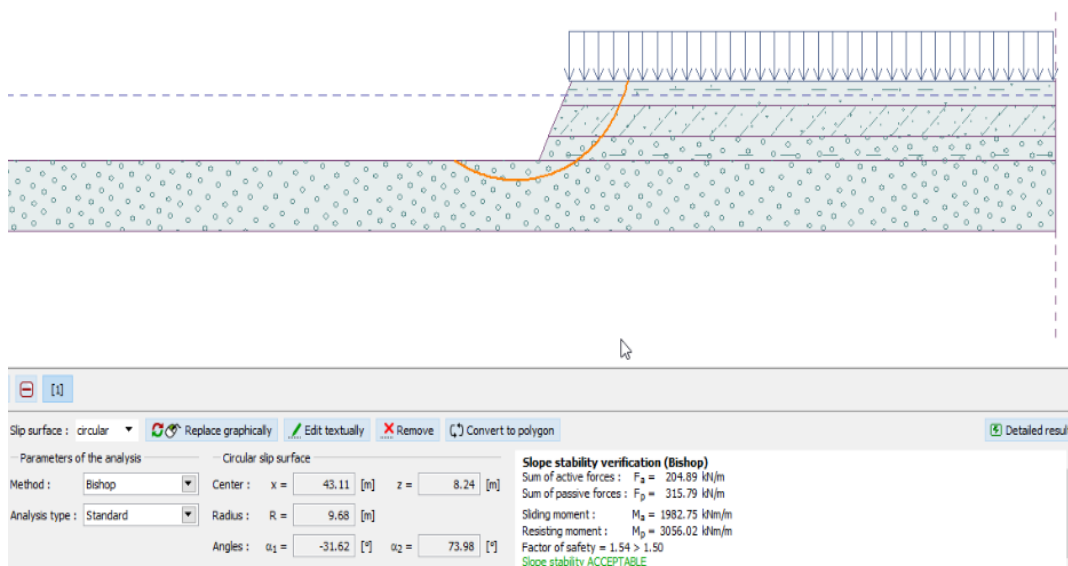 [1]
Slip surface : circular Replace graphically Edit textually Remove Convert to polygon Detailed resul
Parameters of the analysis
Method : Bishop
Analysis type : Standard
Circular slip surface
Center : x = 43.11 [m] z = 8.24 [m]
Radius : R = 9.68 [m]
Angles : α1 = -31.62 [°] α2 = 73.98 [°]
Slope stability verification (Bishop)
Sum of active forces : Fa = 204.89 kN/m
Sum of passive forces : Fp = 315.79 kN/m
Sliding moment : Ma = 1982.75 kNm/m
Resisting moment : Mp = 3056.02 kNm/m
Factor of safety = 1.54 > 1.50
Slope stability ACCEPTABLE